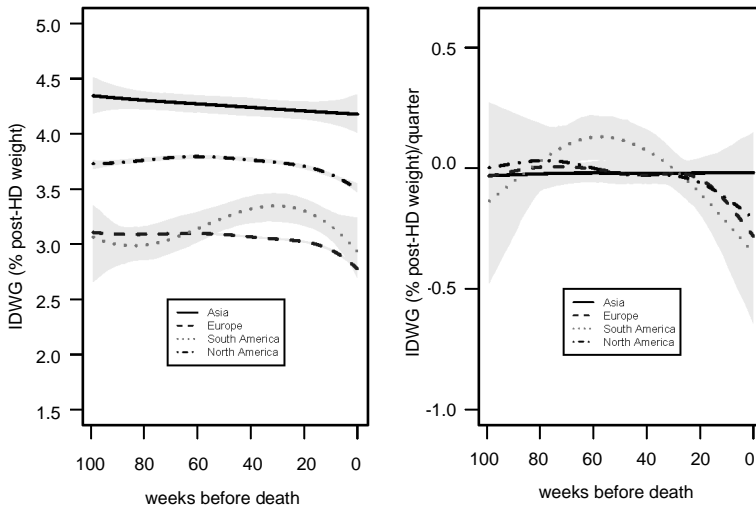 5.0
4.5
4.0
3.5
3.0
2.5
2.0
1.5
IDWG (% post-HD weight)
Asia
Europe
South America
North America
100 80 60 40 20 0
weeks before death
0.5
0.0
-0.5
-1.0
IDWG (% post-HD weight)/quarter
Asia
Europe
South America
North America
100 80 60 40 20 0
weeks before death